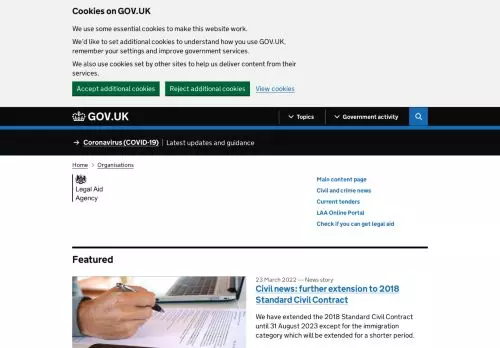 Cookies on GOV.UK
We use some essential cookies to make this website work.
We'd like to set additional cookies to understand how you use GOV.UK,
remember your settings and improve government services.
We also use cookies set by other sites to help us deliver content from their
services.
Accept additional cookies
Reject additional cookies
View cookies
GOV.UK
Topics
Government activity
→ Coronavirus (COVID-19) Latest updates and guidance
Home > Organisations
Legal Aid
Agency
Main content page
Civil and crime news
Current tenders
LAA Online Portal
Check if you can get legal aid
Featured
23 March 2022 — News story
Civil news: further extension to 2018
Standard Civil Contract
We have extended the 2018 Standard Civil Contract
until 31 August 2023 except for the immigration
category which will be extended for a shorter period.